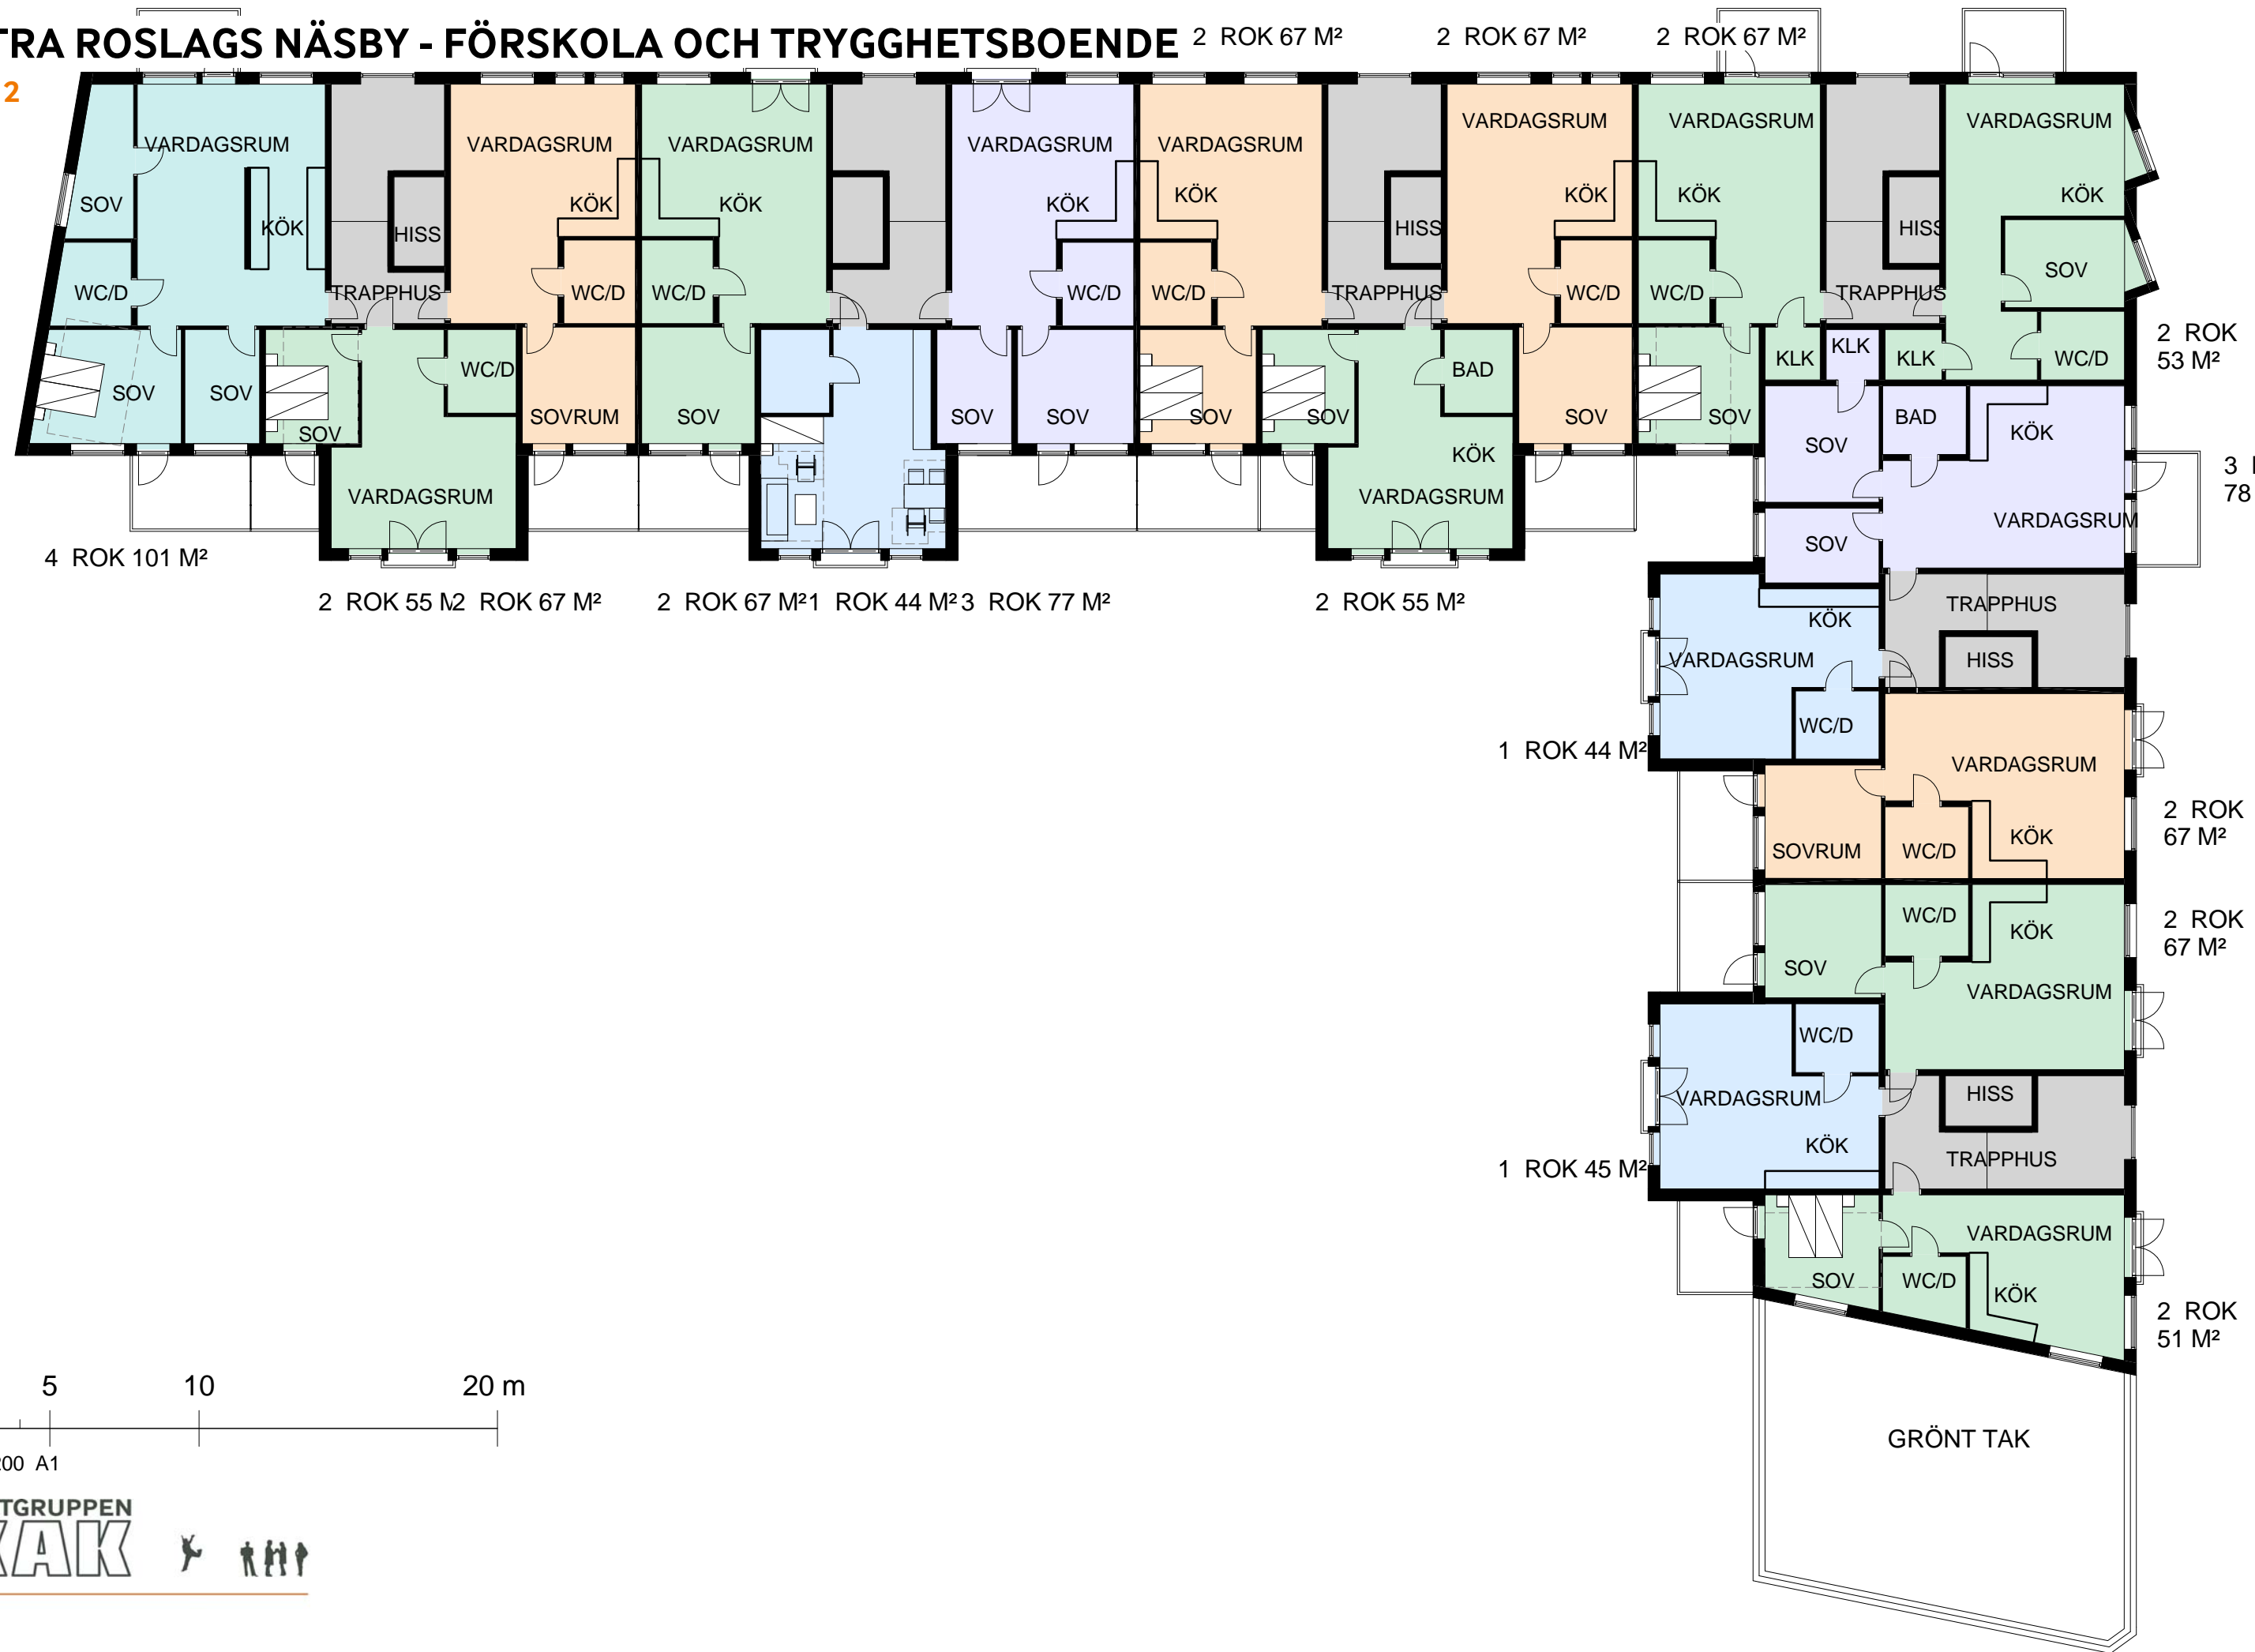 TRA ROSLAGS NÄSBY - FÖRSKOLA OCH TRYGGHETSBOENDE
2 ROK 67 M²
2 ROK 67 M²
2 ROK 67 M²
2
VARDAGSRUM
VARDAGSRUM
VARDAGSRUM
VARDAGSRUM
VARDAGSRUM
VARDAGSRUM
VARDAGSRUM
VARDAGSRUM
SOV
KÖK
HISS
KÖK
KÖK
KÖK
KÖK
HISS
KÖK
KÖK
HISS
KÖK
SOV
WC/D
TRAPPHUS
WC/D
WC/D
WC/D
WC/D
TRAPPHUS
WC/D
WC/D
TRAPPHUS
2 ROK
53 M²
SOV
SOV
SOV
WC/D
SOVRUM
SOV
SOV
SOV
SOV
SOV
BAD
SOV
SOV
KLK
KLK
KLK
WC/D
VARDAGSRUM
KÖK
VARDAGSRUM
SOV
BAD
KÖK
3
78
VARDAGSRUM
SOV
4 ROK 101 M²
2 ROK 55 M
2 ROK 67 M²
2 ROK 67 M²
1 ROK 44 M²
3 ROK 77 M²
2 ROK 55 M²
KÖK
TRAPPHUS
VARDAGSRUM
HISS
WC/D
1 ROK 44 M²
VARDAGSRUM
2 ROK
67 M²
SOVRUM
WC/D
KÖK
WC/D
KÖK
2 ROK
67 M²
SOV
VARDAGSRUM
WC/D
VARDAGSRUM
HISS
KÖK
TRAPPHUS
1 ROK 45 M²
VARDAGSRUM
SOV
WC/D
KÖK
2 ROK
51 M²
GRÖNT TAK
5 10 20 m
200 A1
TGRUPPEN
KAK